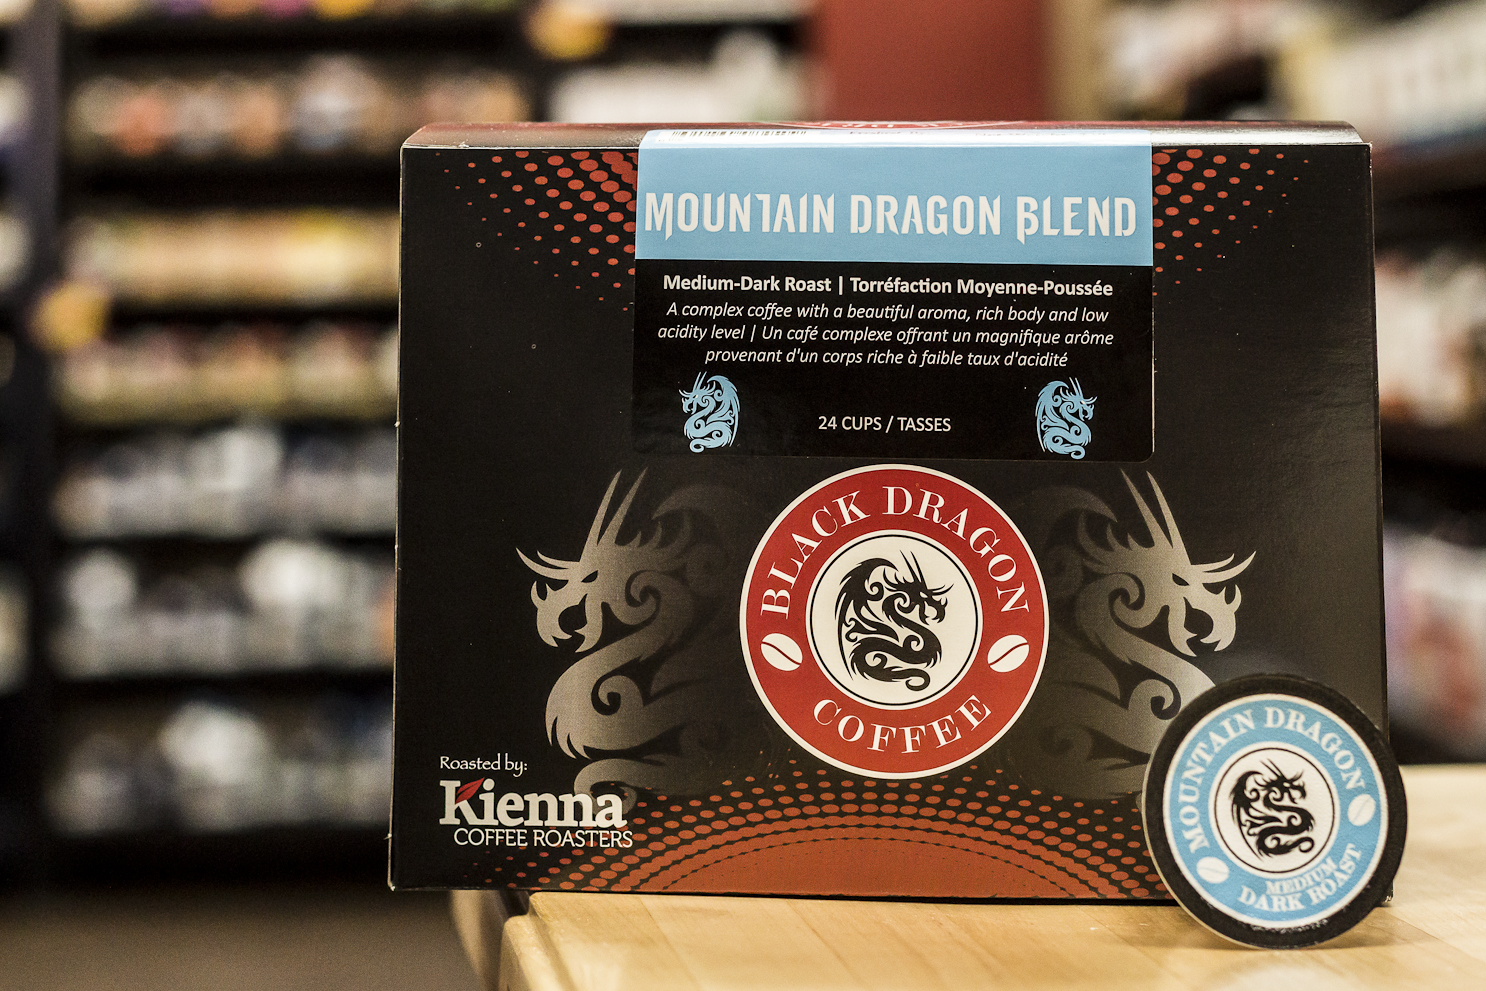 MOUNTAIN DRAGON BLEND
Medium-Dark Roast | Torréfaction Moyenne-Poussée
A complex coffee with a beautiful aroma, rich body and low
acidity level | Un café complexe offrant un magnifique arôme
provenant d'un corps riche à faible taux d'acidité
24 CUPS / TASSES
BLACK DRAGON
COFFEE
Roasted by:
Kienna
COFFEE ROASTERS
MOUNTAIN DRAGON
MEDIUM
DARK ROAST